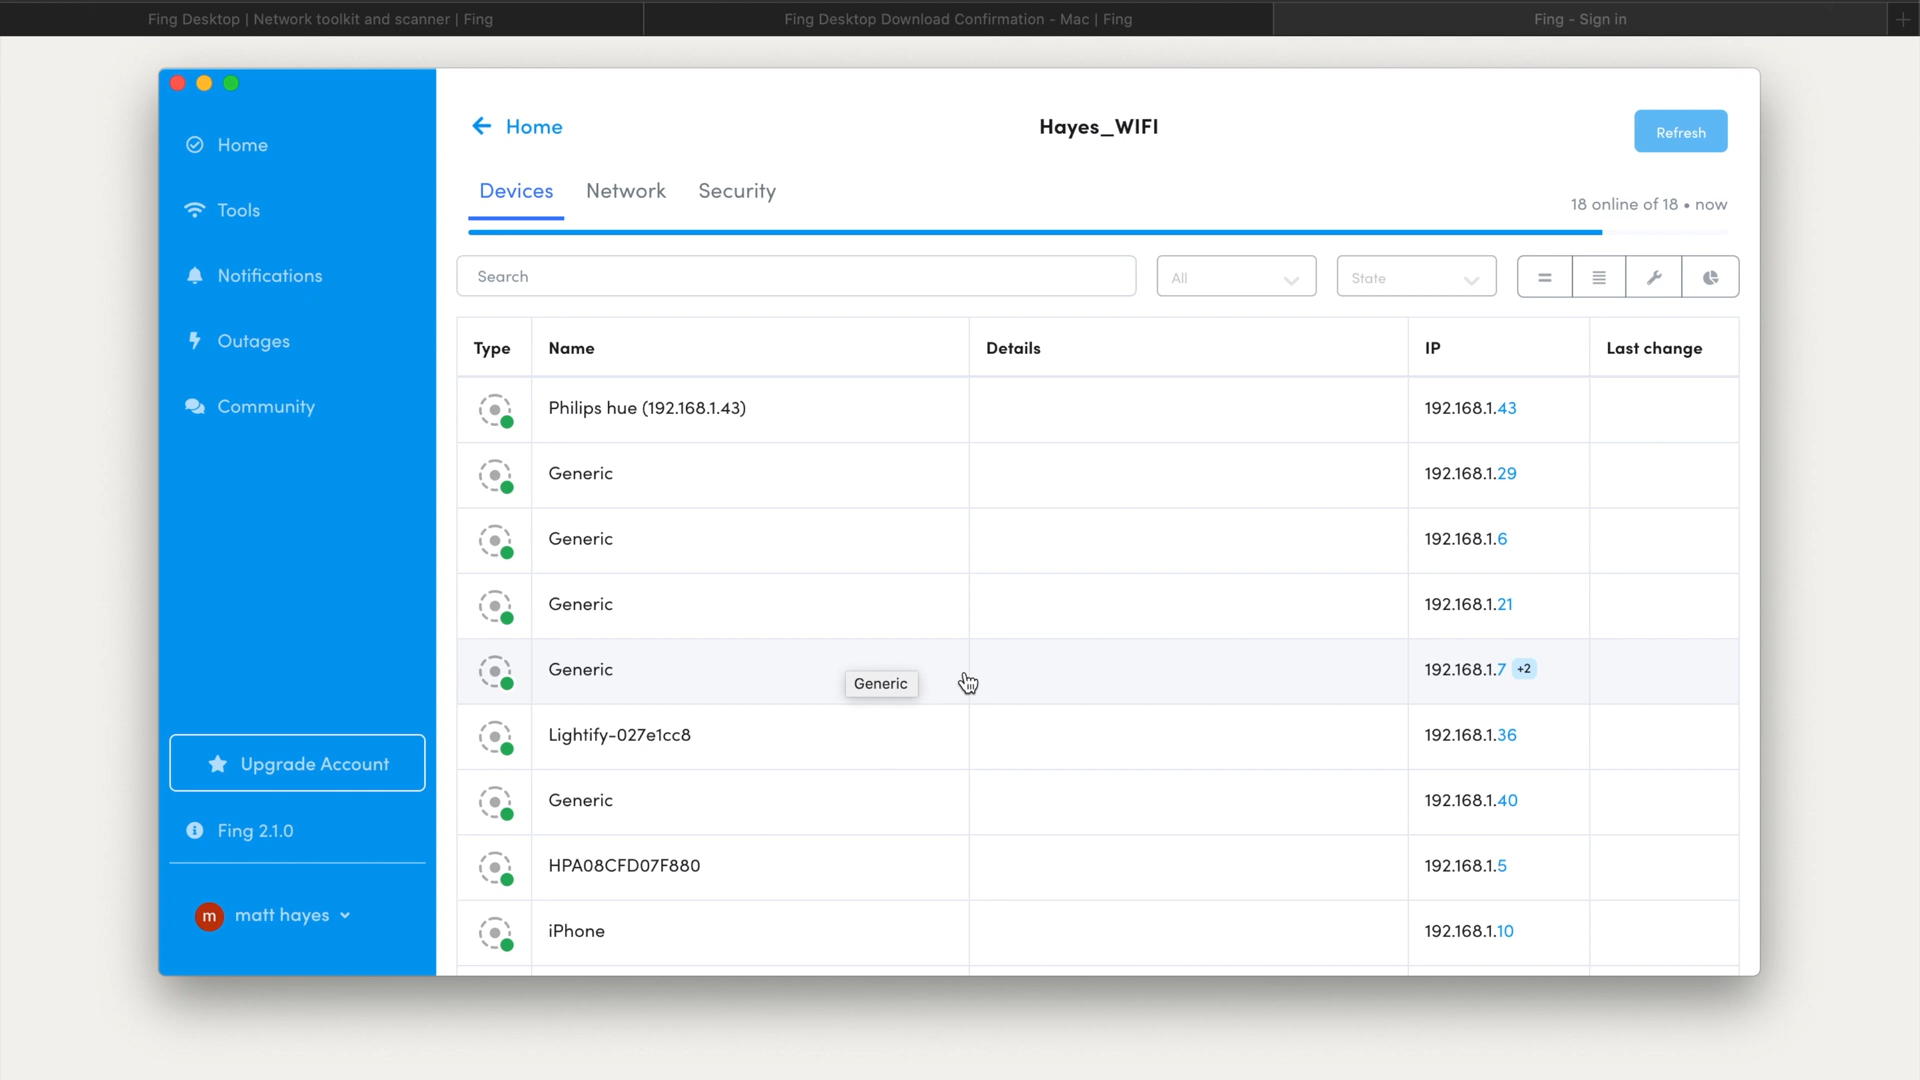 Fing Desktop | Network toolkit and scanner | Fing
Fing Desktop Download Confirmation - Mac | Fing
Fing - Sign in
Home
Tools
Notifications
Outages
Community
Upgrade Account
Fing 2.1.0
m matt hayes
Home
Hayes_WIFI
Refresh
Devices Network Security
18 online of 18 • now
Search All State
Type Name Details IP Last change
Philips hue (192.168.1.43) 192.168.1.43
Generic 192.168.1.29
Generic 192.168.1.6
Generic 192.168.1.21
Generic 192.168.1.7 +2
Generic
Lightify-027e1cc8 192.168.1.36
Generic 192.168.1.40
HPA08CFD07F880 192.168.1.5
iPhone 192.168.1.10